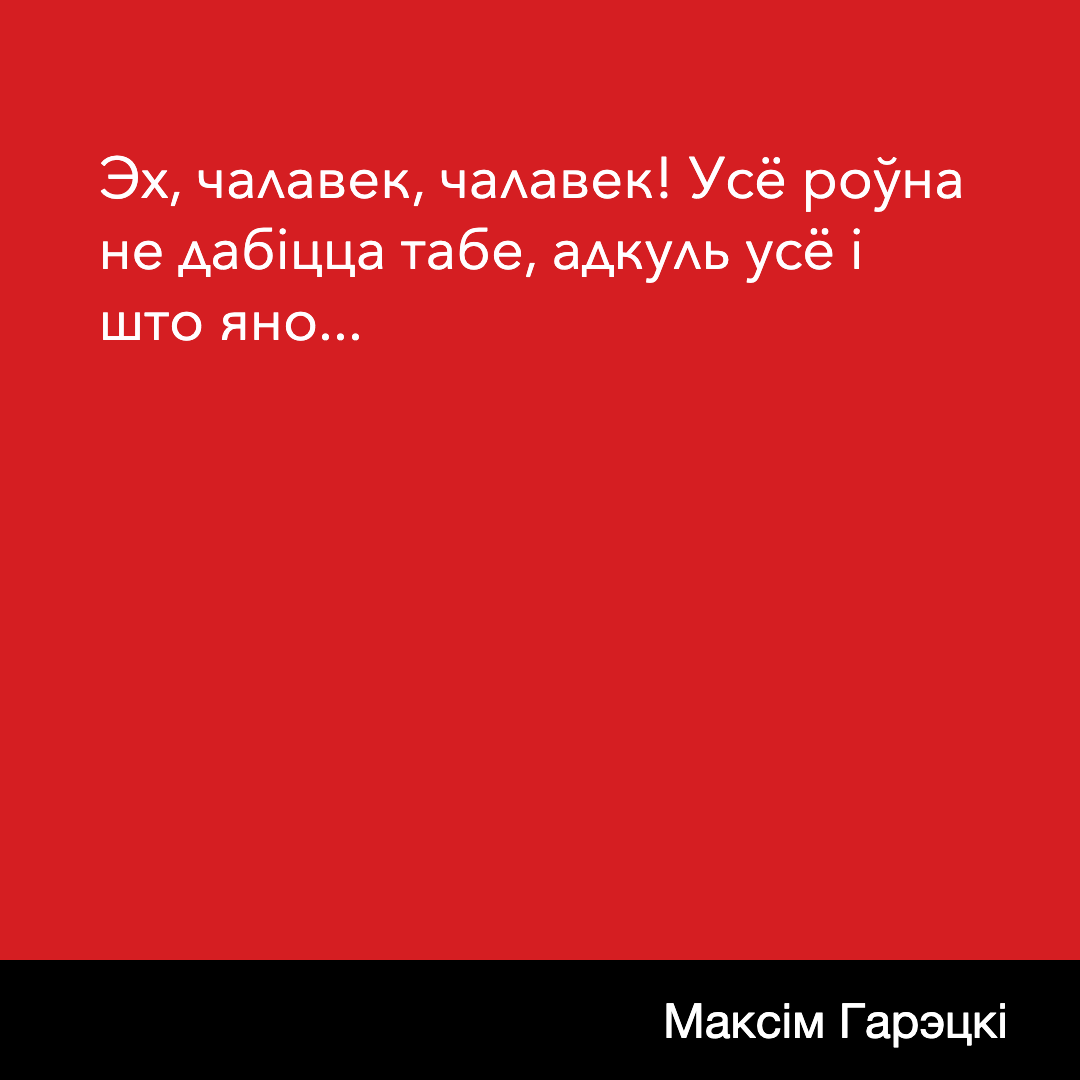 Эх, чалавек, чалавек! Усё роўна
не дабіцца табе, адкуль усё і
што яно...
Максім Гарэцкі